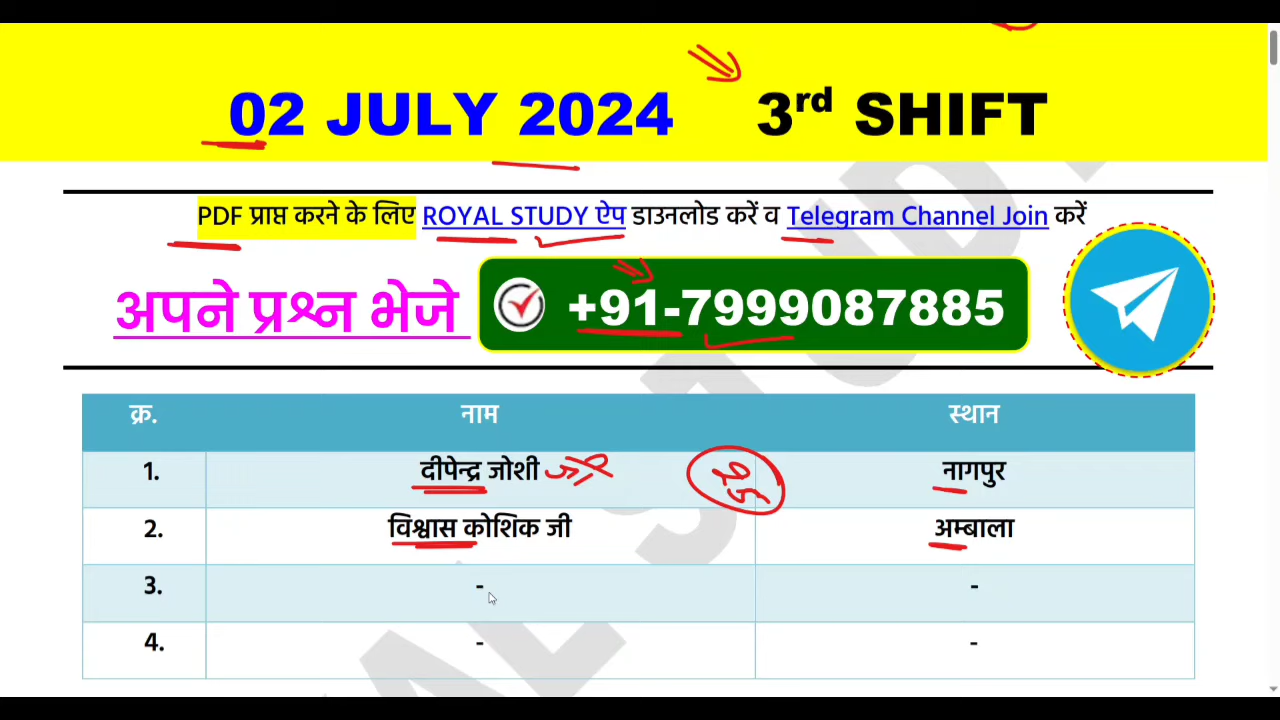 02 JULY 2024 3rd SHIFT
PDF प्राप्त करने के लिए ROYAL STUDY ऐप डाउनलोड करें व Telegram Channel Join करें
अपने प्रश्न भेजे +91-7999087885
क्र. नाम स्थान
1. दीपेन्द्र जोशी नागपुर
2. विश्वास कोशिक जी अम्बाला
3. - -
4. - -